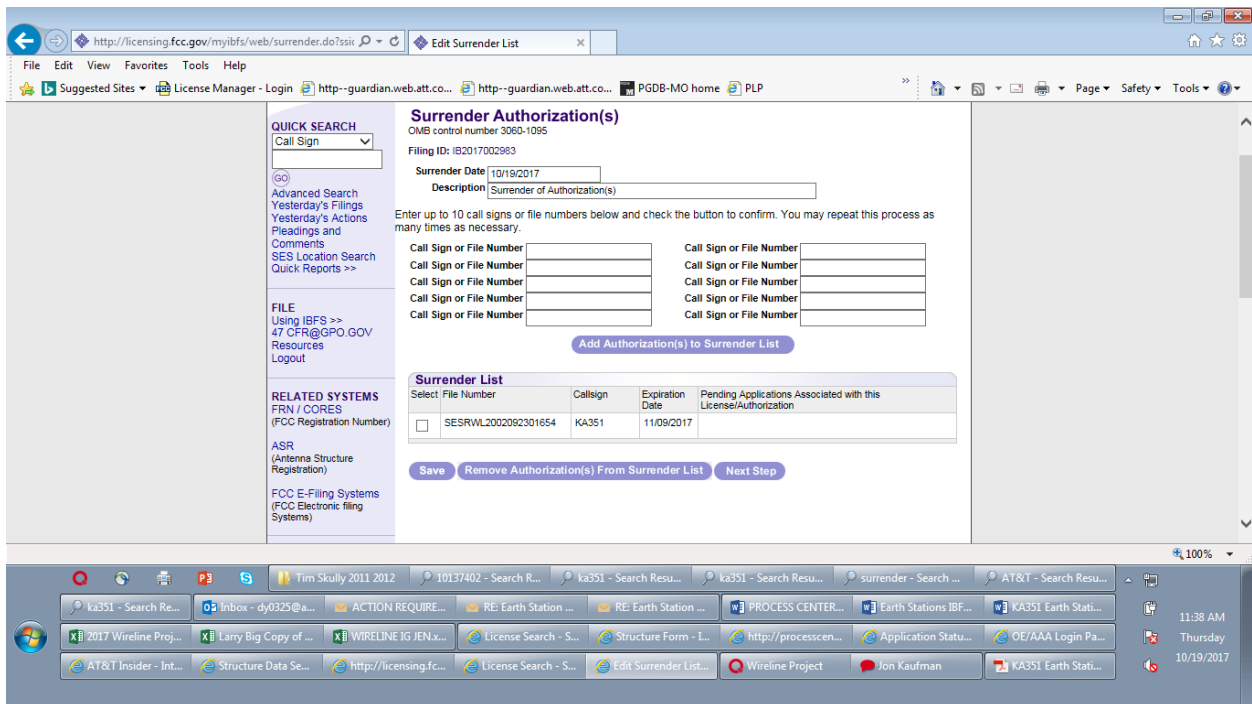 http://licensing.fcc.gov/myibfs/web/surrender.do?ssic
Edit Surrender List
File Edit View Favorites Tools Help
Suggested Sites License Manager - Login http--guardian.web.att.co... http--guardian.web.att.co... PGDB-MO home PLP
Page Safety Tools
QUICK SEARCH
Call Sign
GO
Advanced Search
Yesterday's Filings
Yesterday's Actions
Pleadings and
Comments
SES Location Search
Quick Reports >>
FILE
Using IBFS >>
47 CFR@GPO.GOV
Resources
Logout
RELATED SYSTEMS
FRN / CORES
(FCC Registration Number)
ASR
(Antenna Structure
Registration)
FCC E-Filing Systems
(FCC Electronic filing
Systems)
Surrender Authorization(s)
OMB control number 3060-1095
Filing ID: IB2017002983
Surrender Date 10/19/2017
Description Surrender of Authorization(s)
Enter up to 10 call signs or file numbers below and check the button to confirm. You may repeat this process as
many times as necessary.
Call Sign or File Number Call Sign or File Number
Call Sign or File Number Call Sign or File Number
Call Sign or File Number Call Sign or File Number
Call Sign or File Number Call Sign or File Number
Call Sign or File Number Call Sign or File Number
Add Authorization(s) to Surrender List
Surrender List
Select File Number Callsign Expiration Date Pending Applications Associated with this License/Authorization
SESRWL2002092301654 KA351 11/09/2017
Save Remove Authorization(s) From Surrender List Next Step
100%
Tim Skully 2011 2012 10137402 - Search R... ka351 - Search Resu... ka351 - Search Resu... surrender - Search ... AT&T - Search Resu...
ka351 - Search Re... Inbox - dy0325@a... ACTION REQUIRE... RE: Earth Station ... RE: Earth Station ... PROCESS CENTER... Earth Stations IBF... KA351 Earth Stati...
2017 Wireline Proj... Larry Big Copy of ... WIRELINE IG JEN.x... License Search - S... Structure Form - I... http://processcen... Application Statu... OE/AAA Login Pa...
AT&T Insider - Int... Structure Data Se... http://licensing.fc... License Search - S... Edit Surrender List... Wireline Project Jon Kaufman KA351 Earth Stati...
11:38 AM
Thursday
10/19/2017